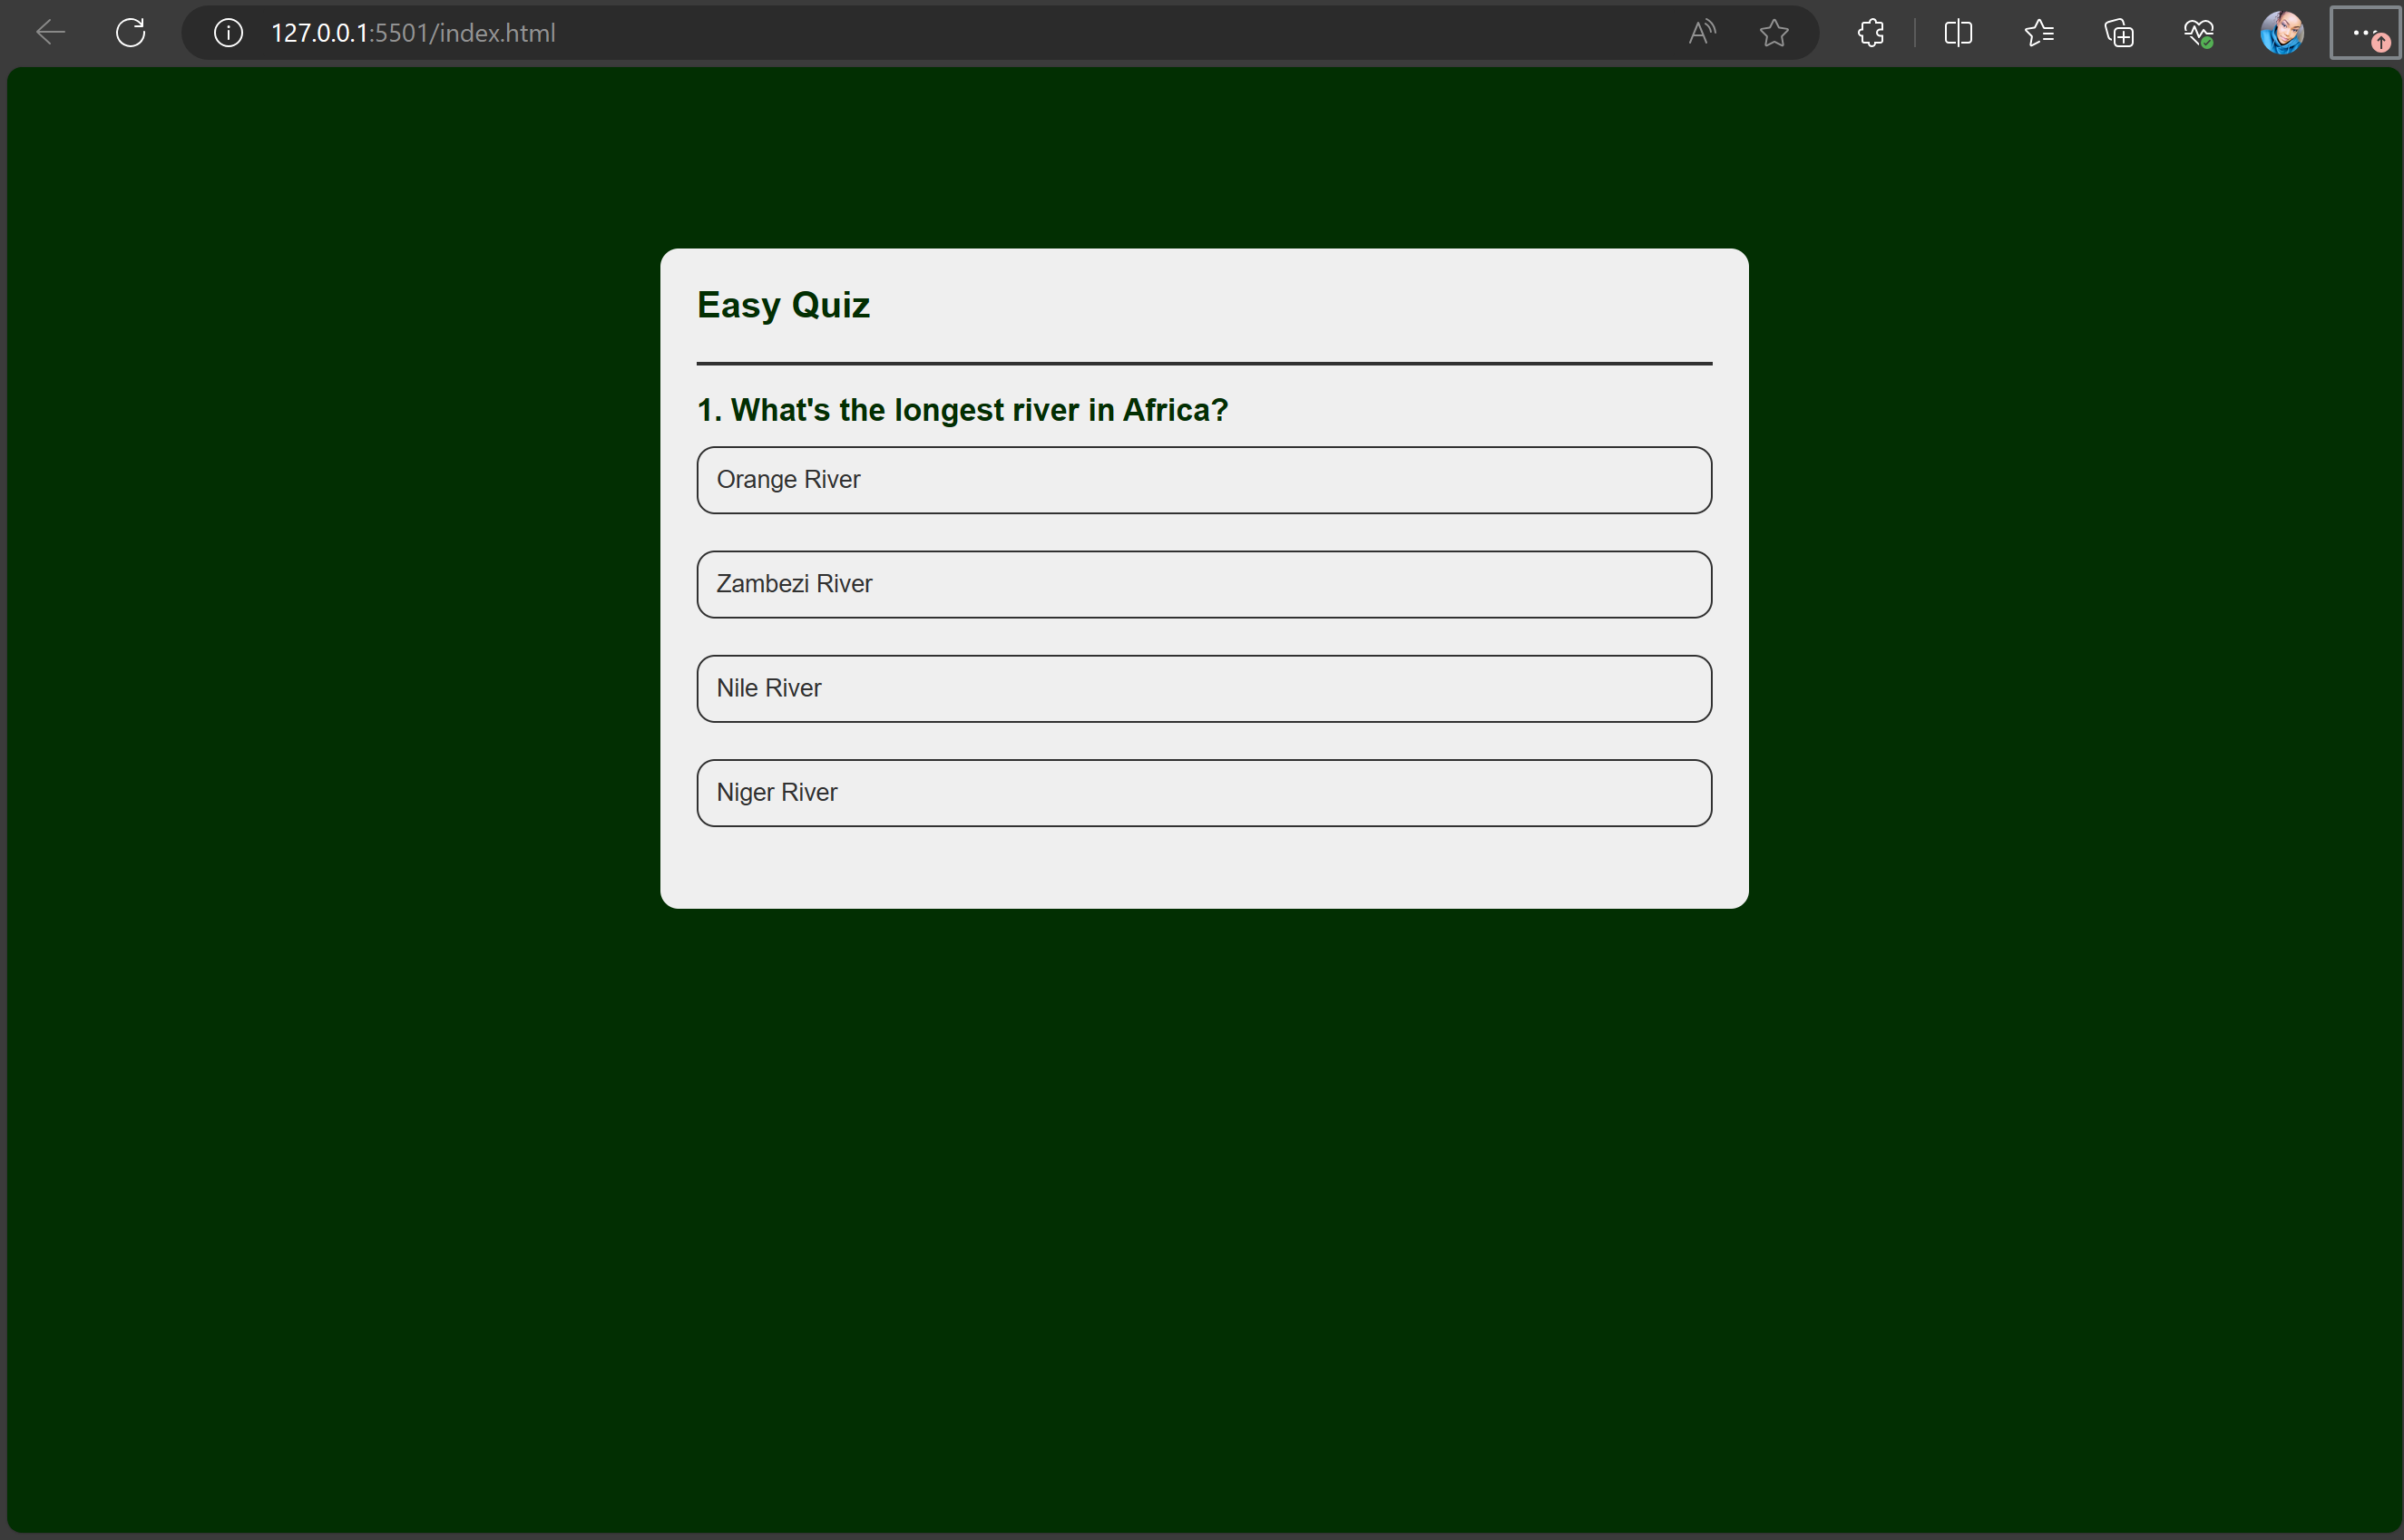 127.0.0.1:5501/index.html
Easy Quiz
1. What's the longest river in Africa?
Orange River
Zambezi River
Nile River
Niger River